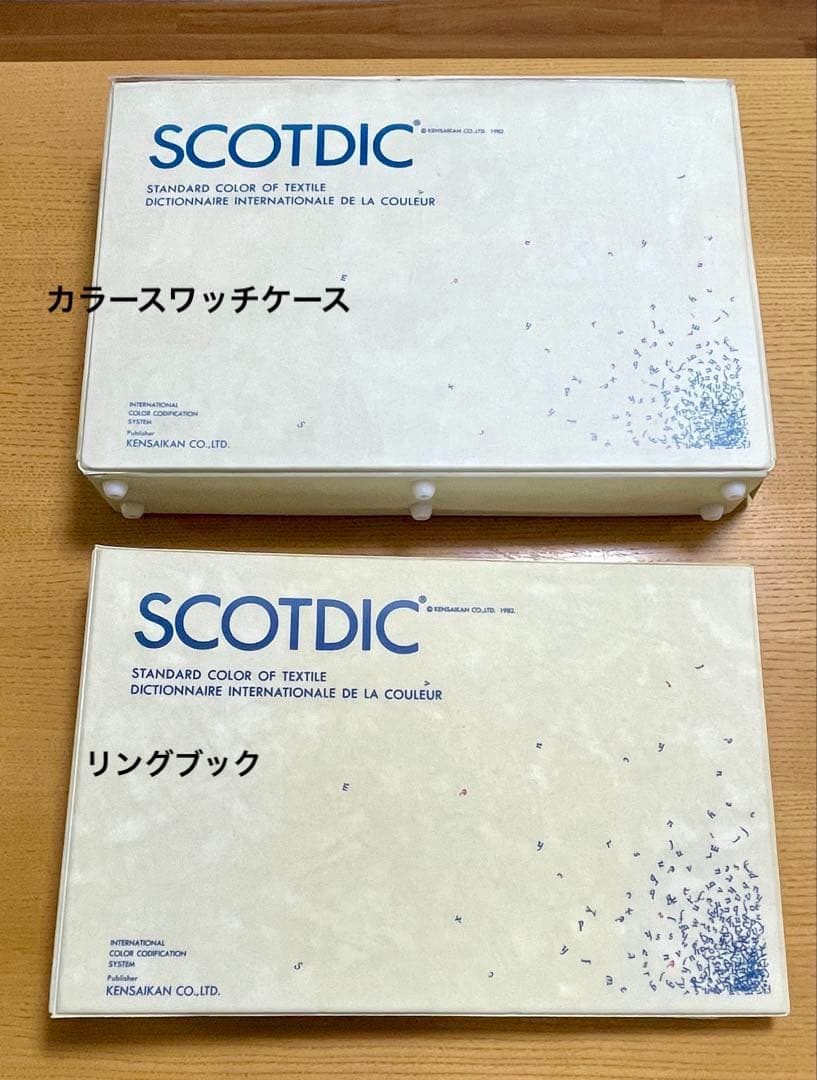 SCOTDIC®
© KENSAIKAN CO.,LTD. 1982.
STANDARD COLOR OF TEXTILE
DICTIONNAIRE INTERNATIONALE DE LA COULEUR
カラースワッチケース
INTERNATIONAL
COLOR CODIFICATION
SYSTEM
Publisher
KENSAIKAN CO.,LTD.
SCOTDIC®
© KENSAIKAN CO.,LTD. 1982.
STANDARD COLOR OF TEXTILE
DICTIONNAIRE INTERNATIONALE DE LA COULEUR
リングブック
INTERNATIONAL
COLOR CODIFICATION
SYSTEM
Publisher
KENSAIKAN CO.,LTD.